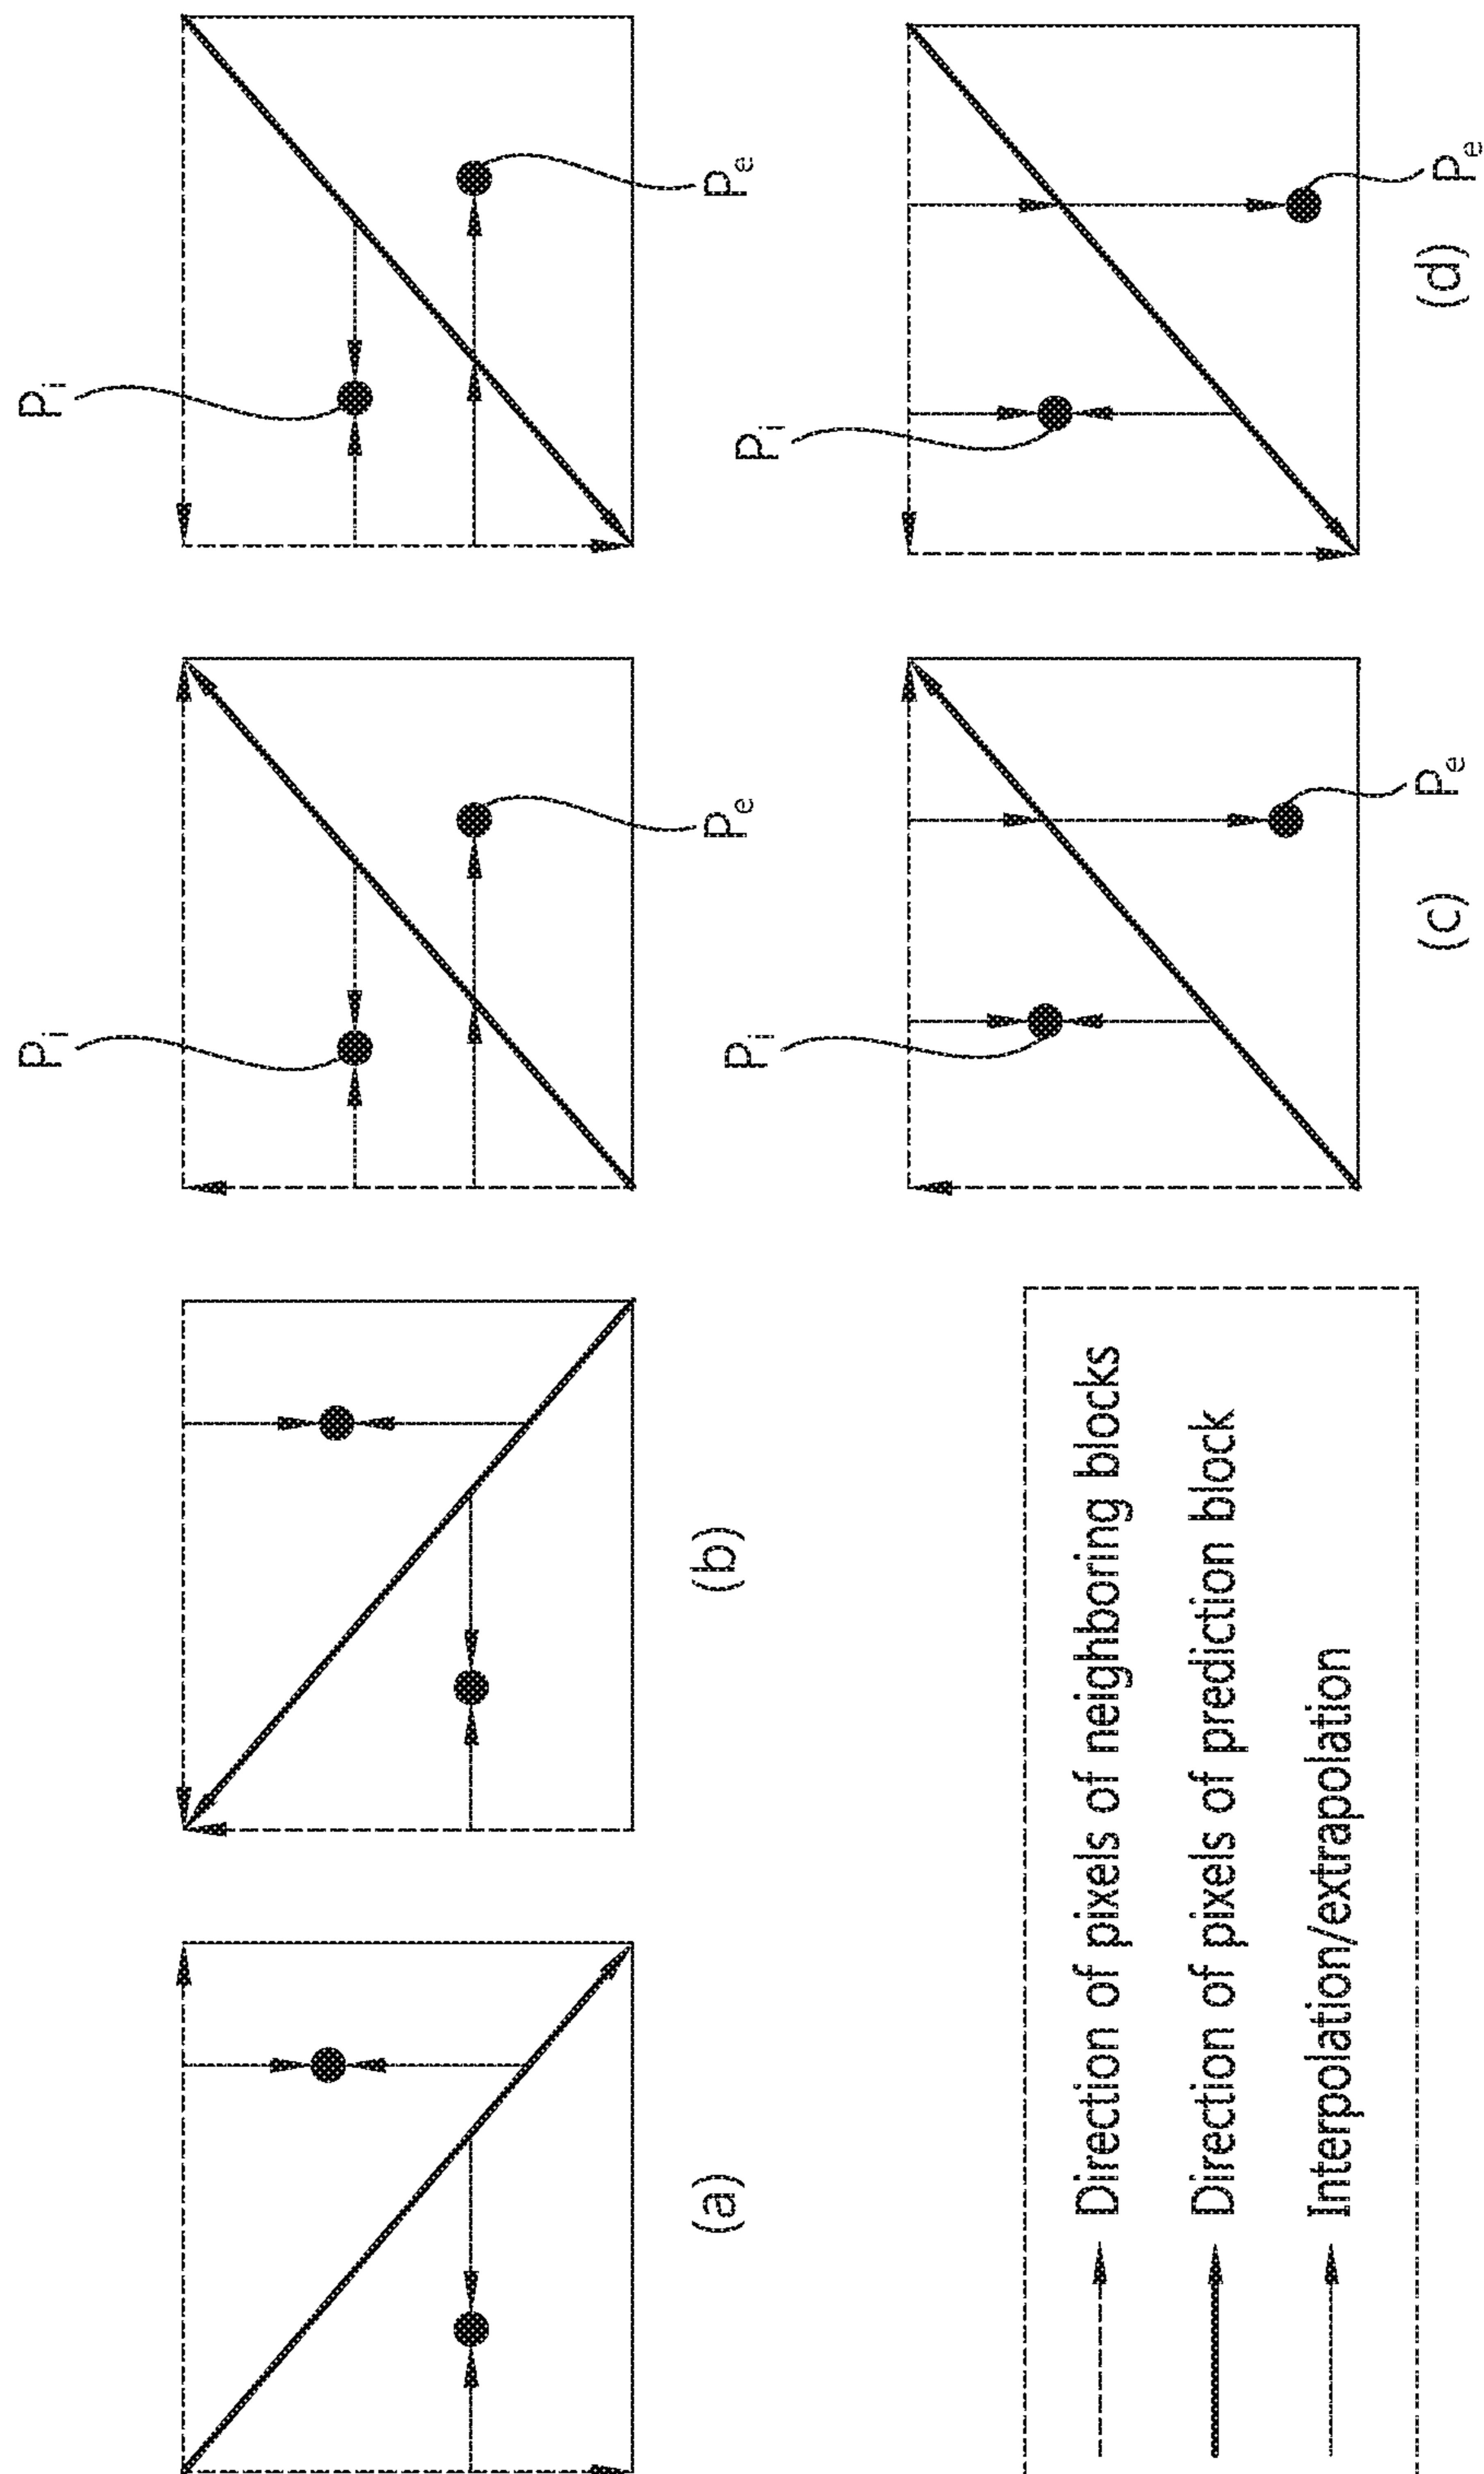 (a)
(b)
Pi
Pe
Pi
Pe
Pi
Pe
(c)
Pi
Pe
(d)
Direction of pixels of neighboring blocks
Direction of pixels of prediction block
Interpolation/extrapolation